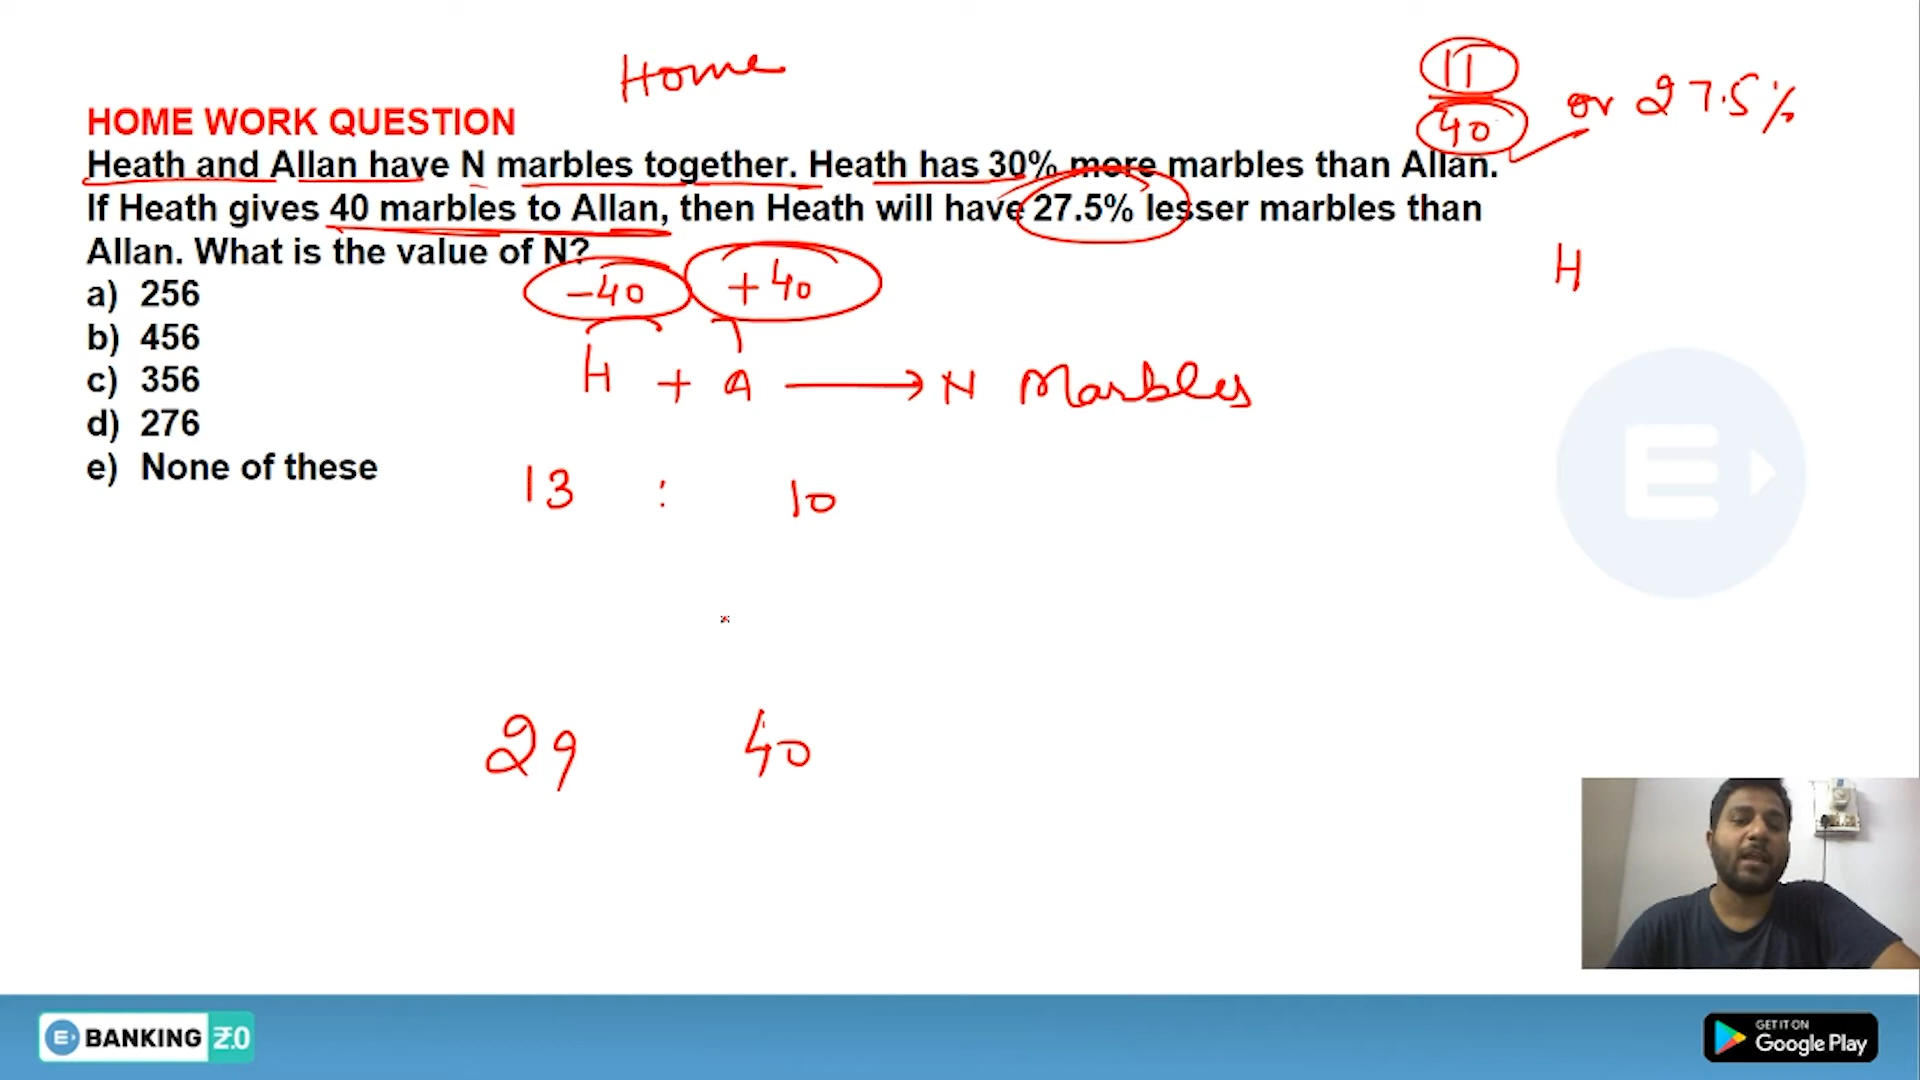 Home
11
40 or 27.5%
HOME WORK QUESTION
Heath and Allan have N marbles together. Heath has 30% more marbles than Allan.
If Heath gives 40 marbles to Allan, then Heath will have 27.5% lesser marbles than
Allan. What is the value of N?
a) 256
b) 456
c) 356
d) 276
e) None of these
-40 +40
H
H + A → N Marbles
13 : 10
29 40
E BANKING ₹2.0
GET IT ON
Google Play